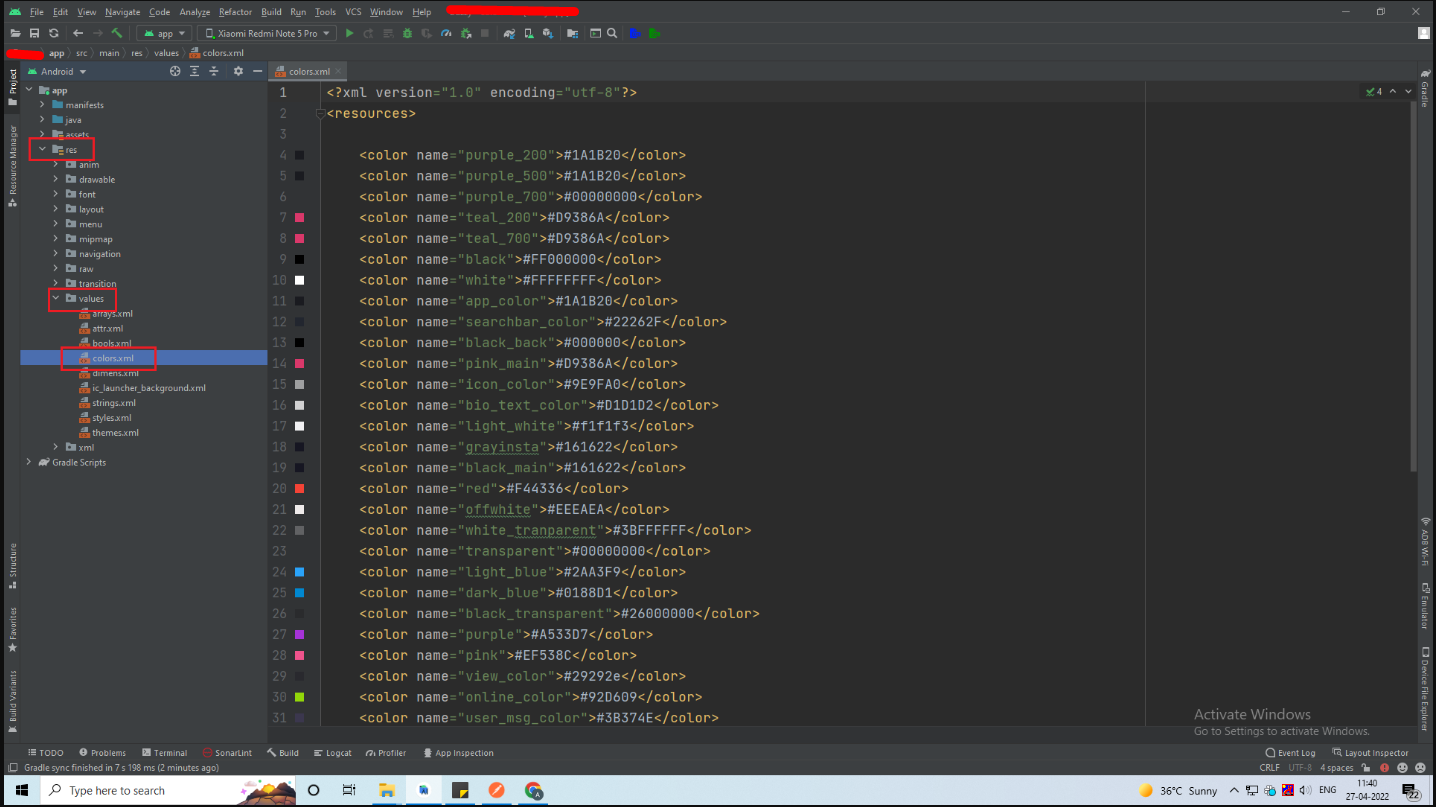 File Edit View Navigate Code Analyze Refactor Build Run Tools VCS Window Help
app Xiaomi Redmi Note 5 Pro
app src main res values colors.xml
Project
Resource Manager
Structure
Favorites
Build Variants
Android
app
manifests
java
assets
res
anim
drawable
font
layout
menu
mipmap
navigation
raw
transition
values
arrays.xml
attr.xml
bools.xml
colors.xml
dimens.xml
ic_launcher_background.xml
strings.xml
styles.xml
themes.xml
xml
Gradle Scripts
colors.xml
4
1 <?xml version="1.0" encoding="utf-8"?>
2 <resources>
3
4 <color name="purple_200">#1A1B20</color>
5 <color name="purple_500">#1A1B20</color>
6 <color name="purple_700">#00000000</color>
7 <color name="teal_200">#D9386A</color>
8 <color name="teal_700">#D9386A</color>
9 <color name="black">#FF000000</color>
10 <color name="white">#FFFFFFFF</color>
11 <color name="app_color">#1A1B20</color>
12 <color name="searchbar_color">#22262F</color>
13 <color name="black_back">#000000</color>
14 <color name="pink_main">#D9386A</color>
15 <color name="icon_color">#9E9FA0</color>
16 <color name="bio_text_color">#D1D1D2</color>
17 <color name="light_white">#f1f1f3</color>
18 <color name="grayinsta">#161622</color>
19 <color name="black_main">#161622</color>
20 <color name="red">#F44336</color>
21 <color name="offwhite">#EEEAEA</color>
22 <color name="white_tranparent">#3BFFFFFF</color>
23 <color name="transparent">#00000000</color>
24 <color name="light_blue">#2AA3F9</color>
25 <color name="dark_blue">#0188D1</color>
26 <color name="black_transparent">#26000000</color>
27 <color name="purple">#A533D7</color>
28 <color name="pink">#EF538C</color>
29 <color name="view_color">#29292e</color>
30 <color name="online_color">#92D609</color>
31 <color name="user_msg_color">#3B374E</color>
Gradle
ADB Wi-Fi
Emulator
Device File Explorer
Activate Windows
Go to Settings to activate Windows.
TODO Problems Terminal SonarLint Build Logcat Profiler App Inspection Event Log Layout Inspector
Gradle sync finished in 7 s 198 ms (2 minutes ago) CRLF UTF-8 4 spaces
Type here to search
A
36°C Sunny ENG
11:40
27-04-2022
22